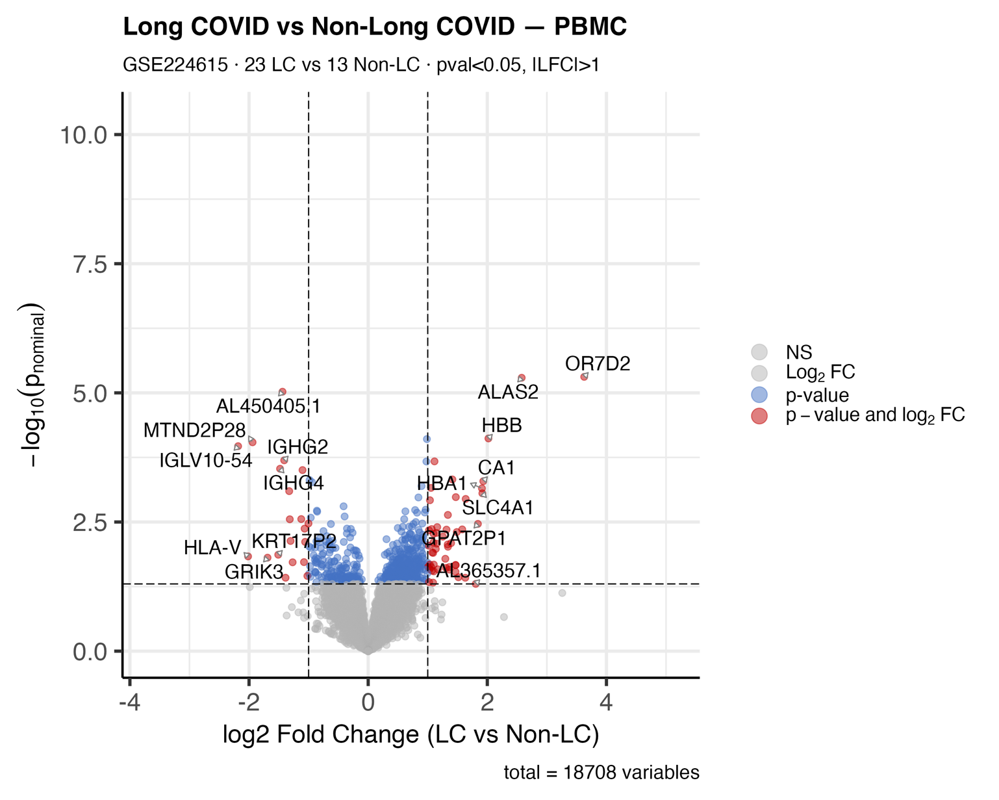 Long COVID vs Non-Long COVID — PBMC
GSE224615 · 23 LC vs 13 Non-LC · pval<0.05, |LFC|>1
−log10(pnominal)
10.0
7.5
5.0
2.5
0.0
OR7D2
ALAS2
AL450405.1
HBB
MTND2P28
IGHG2
IGLV10-54
CA1
HBA1
IGHG4
SLC4A1
GPAT2P1
KRT17P2
HLA-V
GRIK3
AL365357.1
-4
-2
0
2
4
log2 Fold Change (LC vs Non-LC)
total = 18708 variables
NS
Log2 FC
p-value
p − value and log2 FC